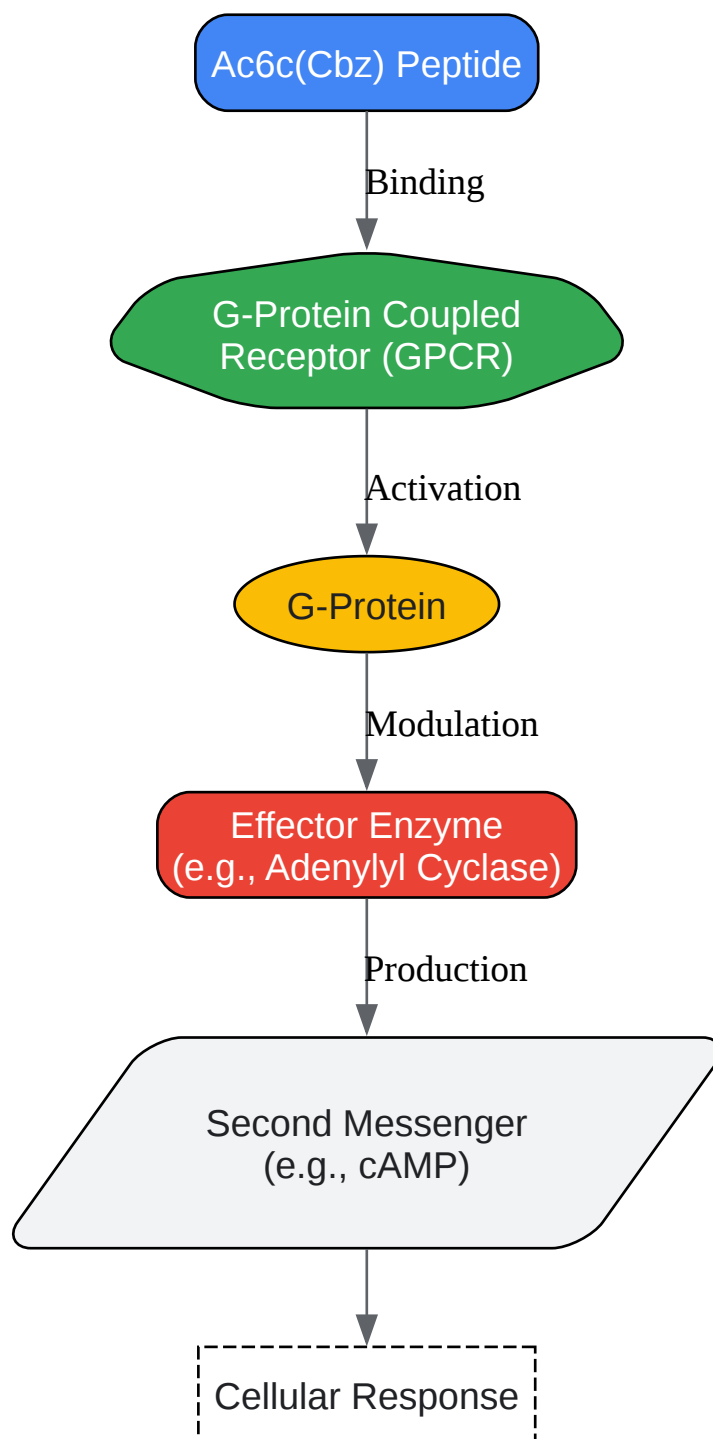 Ac6c(Cbz) Peptide
Binding
G-Protein Coupled
Receptor (GPCR)
Activation
G-Protein
Modulation
Effector Enzyme
(e.g., Adenylyl Cyclase)
Production
Second Messenger
(e.g., cAMP)
Cellular Response